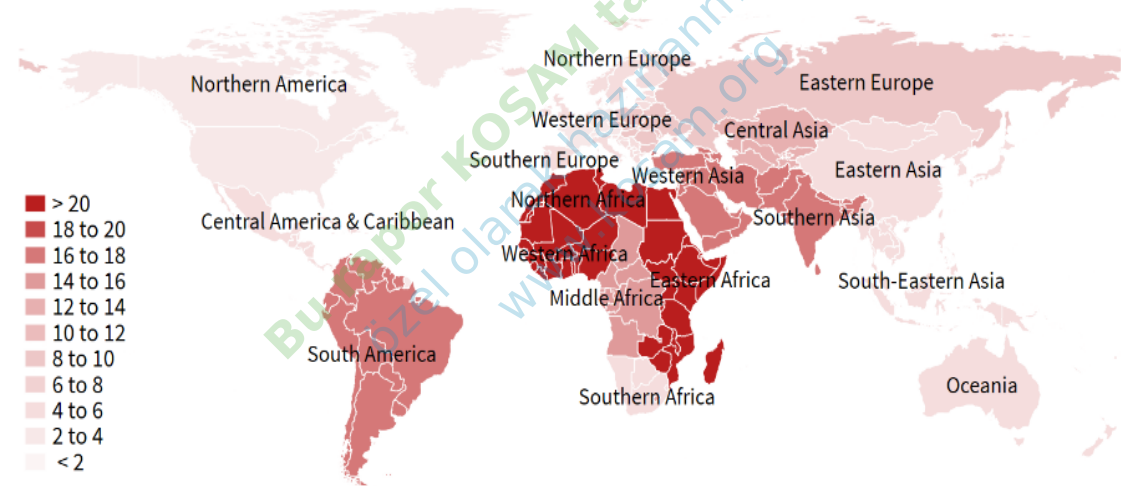 Northern Europe
Northern America
Eastern Europe
Western Europe
Central Asia
Southern Europe
Eastern Asia
Western Asia
Northern Africa
Central America & Caribbean
Southern Asia
Western Africa
Eastern Africa
South-Eastern Asia
Middle Africa
South America
Oceania
Southern Africa
> 20
18 to 20
16 to 18
14 to 16
12 to 14
10 to 12
8 to 10
6 to 8
4 to 6
2 to 4
< 2
Bu rapor KOSAM ta
özel olarak hazırlanm
www.kosam.org